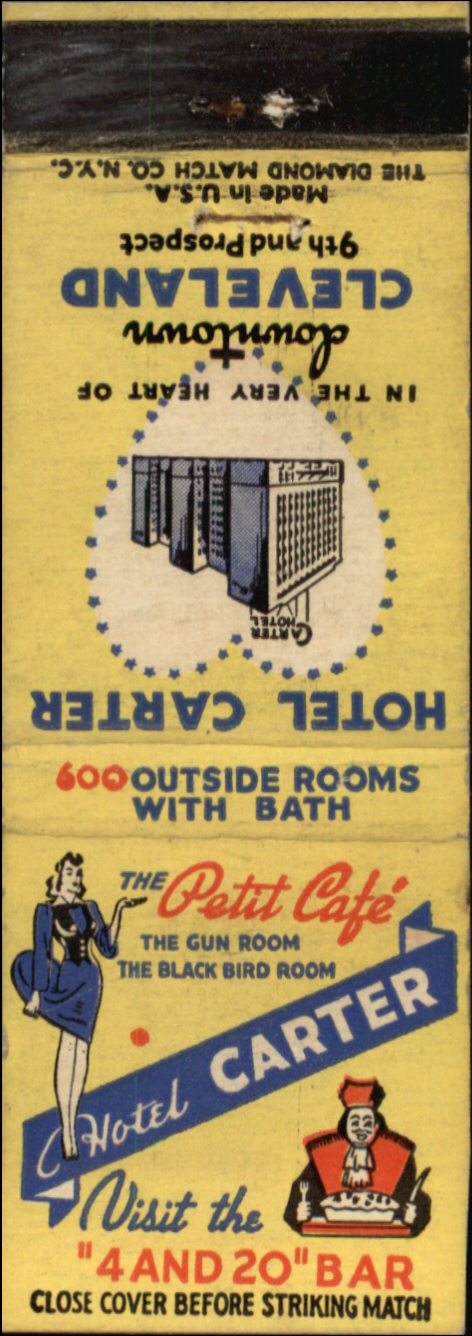 HOTEL CARTER
CARTER
HOTEL
IN THE VERY HEART OF
downtown
CLEVELAND
9th and Prospect
Made in U.S.A.
THE DIAMOND MATCH CO. N.Y.C.
600 OUTSIDE ROOMS
WITH BATH
THE Petit Café
THE GUN ROOM
THE BLACK BIRD ROOM
Hotel CARTER
Visit the
"4 AND 20" BAR
CLOSE COVER BEFORE STRIKING MATCH